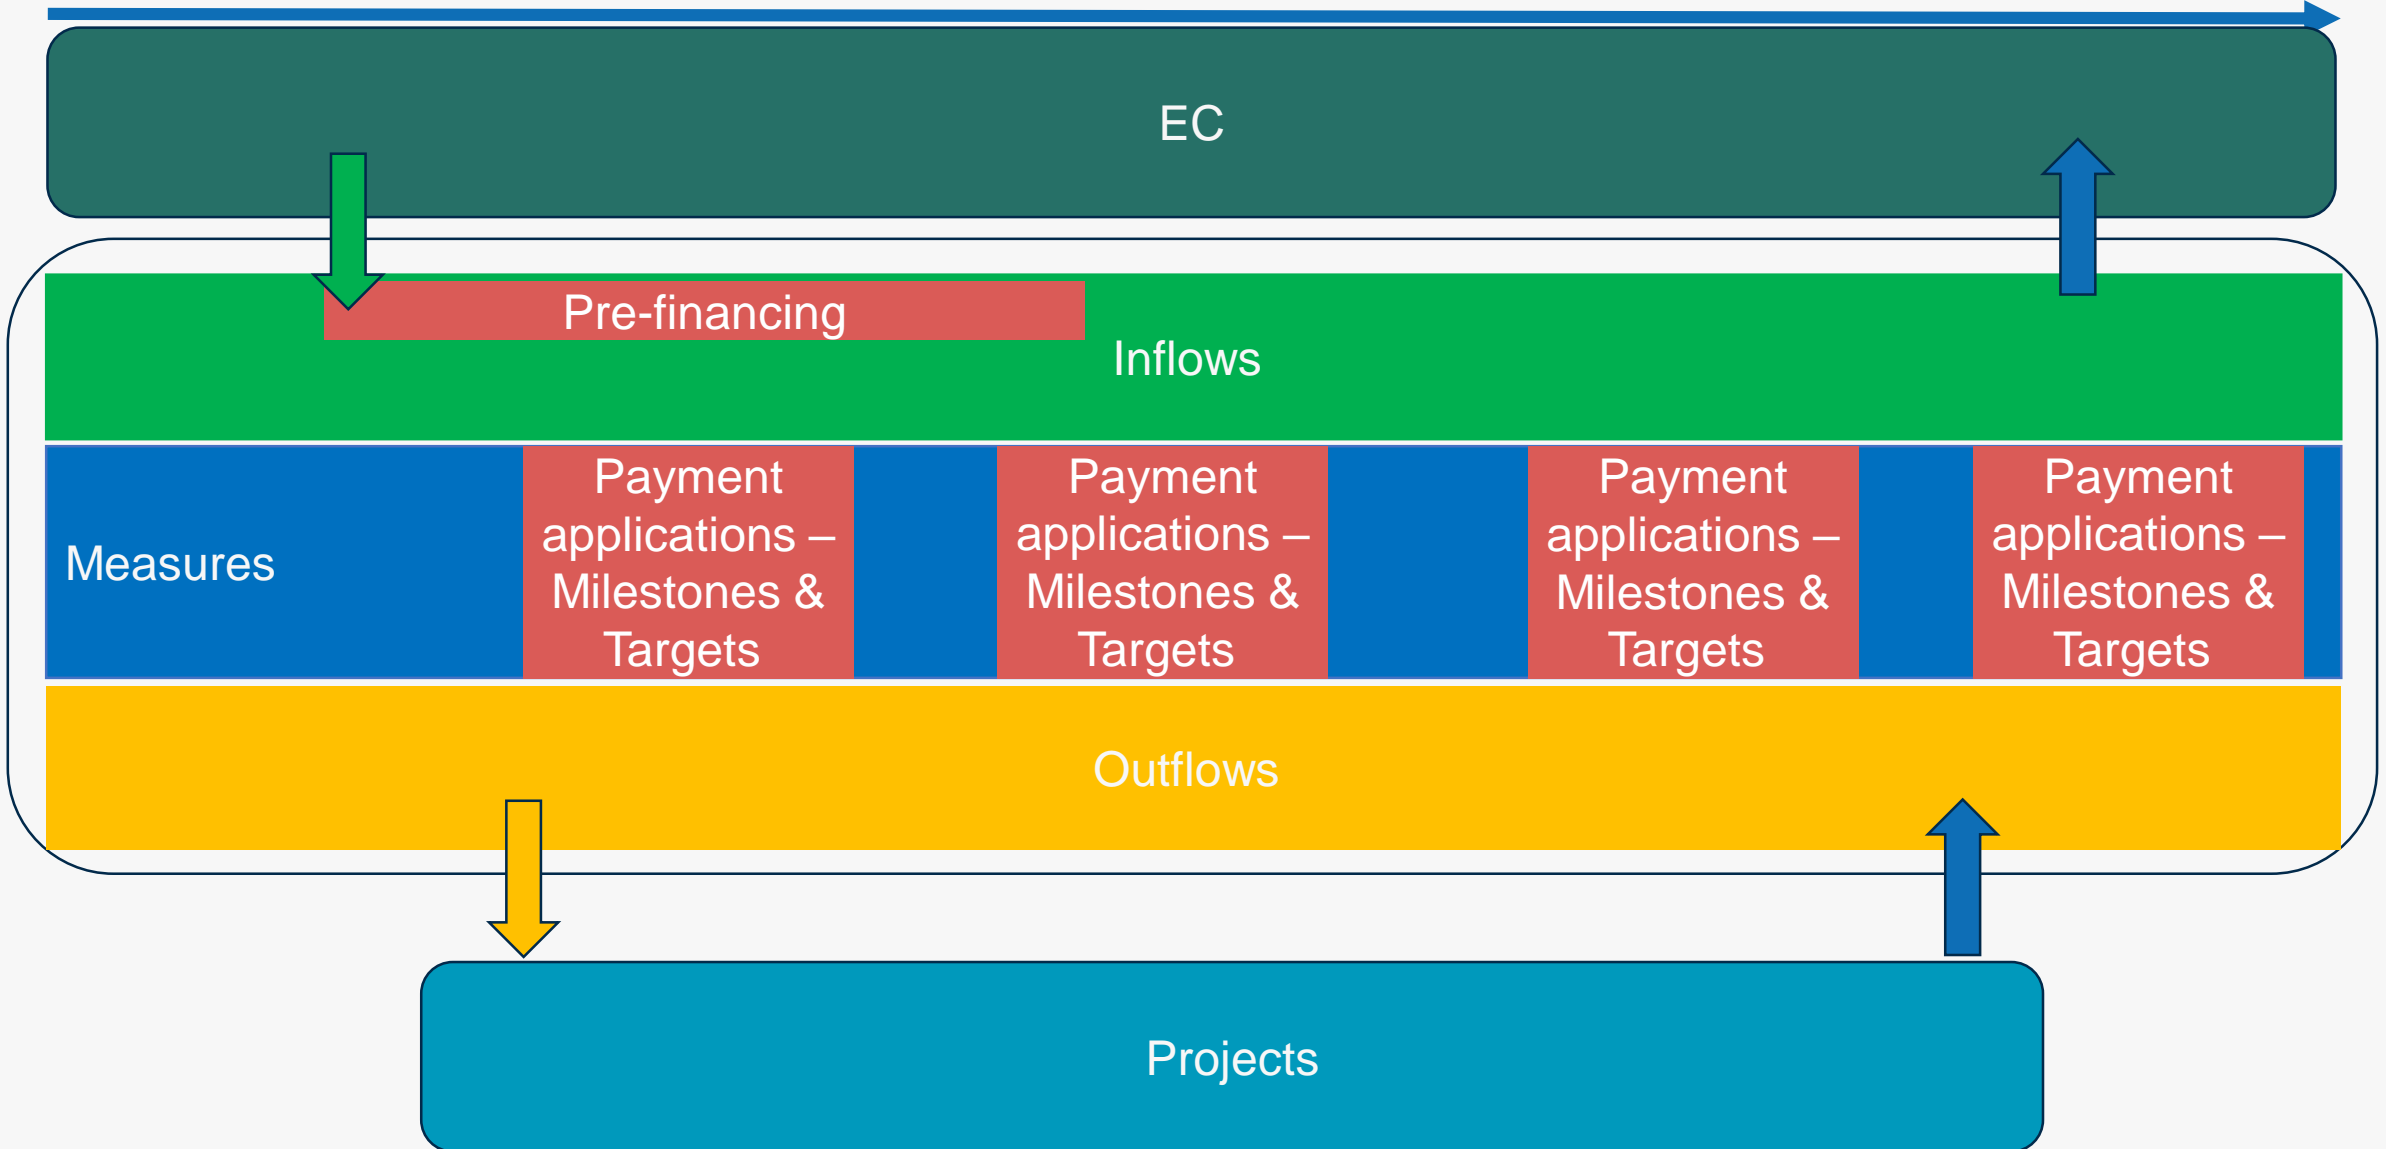 EC
Pre-financing
Inflows
Measures
Payment
applications –
Milestones &
Targets
Payment
applications –
Milestones &
Targets
Payment
applications –
Milestones &
Targets
Payment
applications –
Milestones &
Targets
Outflows
Projects